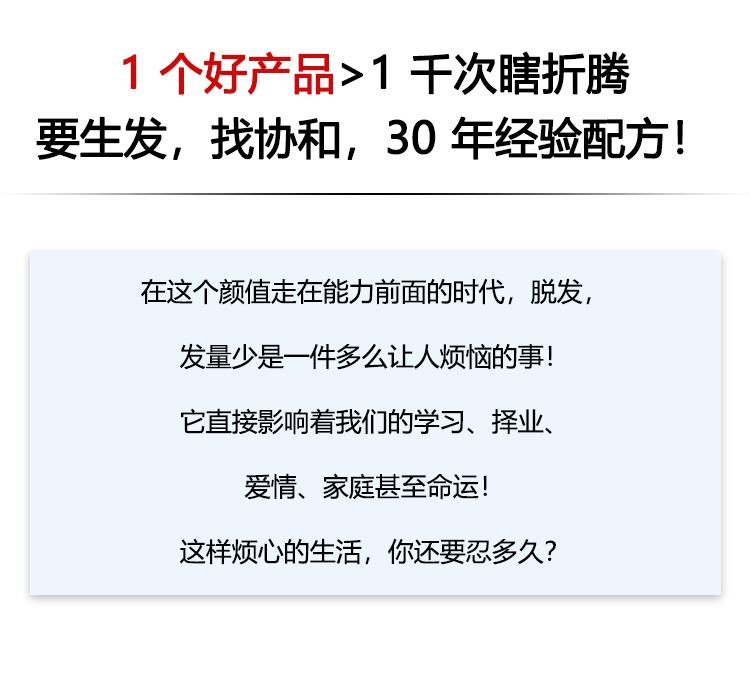 1 个好产品>1 千次瞎折腾
要生发，找协和，30 年经验配方！
在这个颜值走在能力前面的时代，脱发，
发量少是一件多么让人烦恼的事！
它直接影响着我们的学习、择业、
爱情、家庭甚至命运！
这样烦心的生活，你还要忍多久？